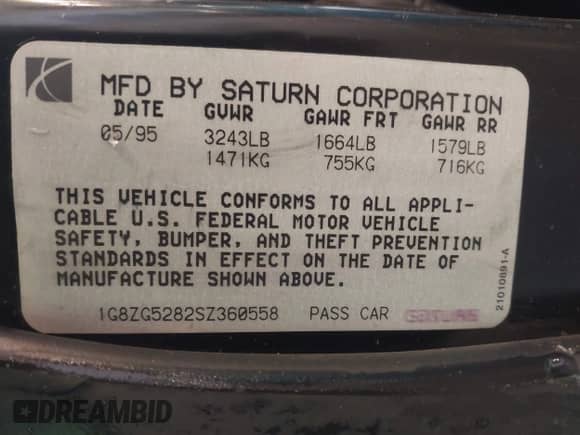 MFD BY SATURN CORPORATION
DATE GVWR GAWR FRT GAWR RR
05/95 3243LB 1664LB 1579LB
1471KG 755KG 716KG
THIS VEHICLE CONFORMS TO ALL APPLI-
CABLE U.S. FEDERAL MOTOR VEHICLE
SAFETY, BUMPER, AND THEFT PREVENTION
STANDARDS IN EFFECT ON THE DATE OF
MANUFACTURE SHOWN ABOVE.
1G8ZG5282SZ360558 PASS CAR
21010891-A
DREAMBID